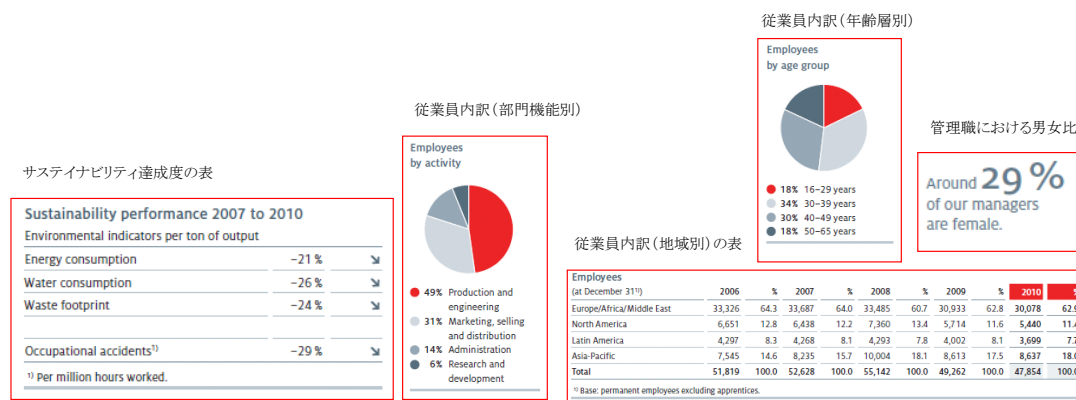 従業員内訳(年齢層別)
Employees
by age group
18% 16–29 years
34% 30–39 years
30% 40–49 years
18% 50–65 years
従業員内訳(部門機能別)
Employees
by activity
49% Production and
engineering
31% Marketing, selling
and distribution
14% Administration
6% Research and
development
管理職における男女比
Around 29%
of our managers
are female.
サステイナビリティ達成度の表
Sustainability performance 2007 to 2010
Environmental indicators per ton of output
Energy consumption –21 %
Water consumption –26 %
Waste footprint –24 %
Occupational accidents¹⁾ –29 %
¹⁾ Per million hours worked.
従業員内訳(地域別)の表
Employees
(at December 31¹⁾) 2006 % 2007 % 2008 % 2009 % 2010
Europe/Africa/Middle East 33,326 64.3 33,687 64.0 33,485 60.7 30,933 62.8 30,078 62.9
North America 6,651 12.8 6,438 12.2 7,360 13.4 5,714 11.6 5,440 11.4
Latin America 4,297 8.3 4,268 8.1 4,293 7.8 4,002 8.1 3,699 7.7
Asia-Pacific 7,545 14.6 8,235 15.7 10,004 18.1 8,613 17.5 8,637 18.0
Total 51,819 100.0 52,628 100.0 55,142 100.0 49,262 100.0 47,854 100.0
¹⁾ Base: permanent employees excluding apprentices.